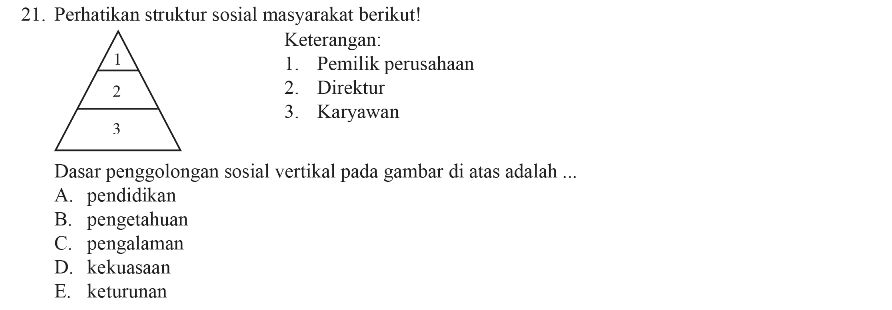 21. Perhatikan struktur sosial masyarakat berikut!
Keterangan:
1. Pemilik perusahaan
2. Direktur
3. Karyawan
1
2
3
Dasar penggolongan sosial vertikal pada gambar di atas adalah ...
A. pendidikan
B. pengetahuan
C. pengalaman
D. kekuasaan
E. keturunan